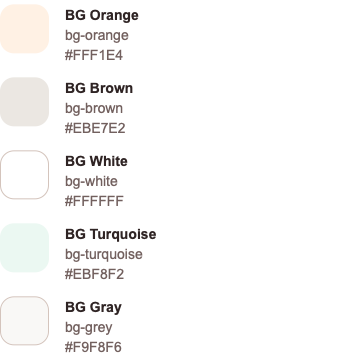 BG Orange
bg-orange
#FFF1E4
BG Brown
bg-brown
#EBE7E2
BG White
bg-white
#FFFFFF
BG Turquoise
bg-turquoise
#EBF8F2
BG Gray
bg-grey
#F9F8F6